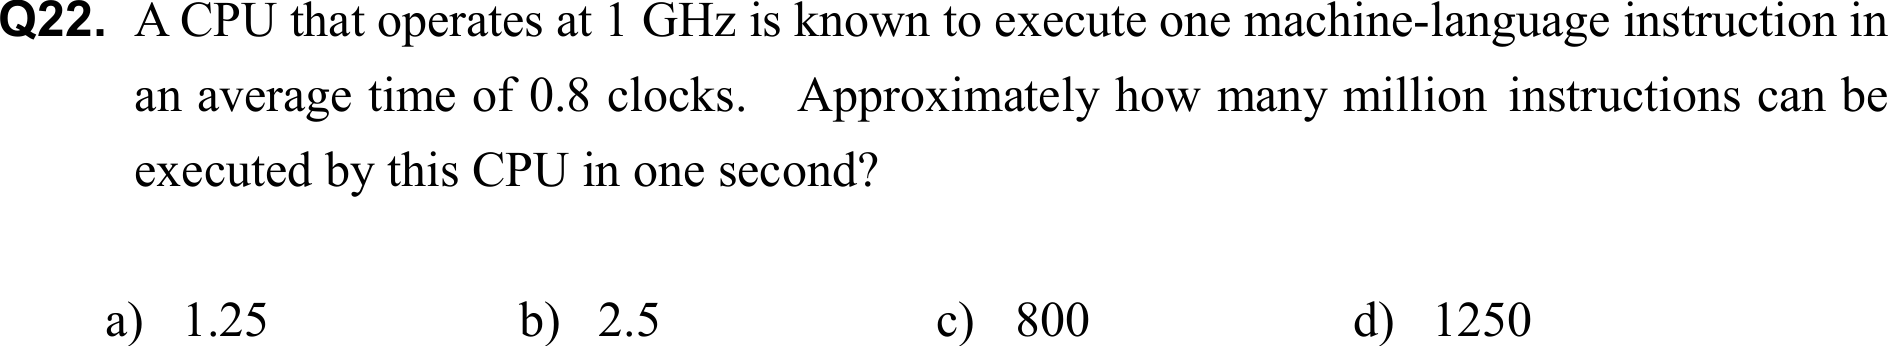 Q22. A CPU that operates at 1 GHz is known to execute one machine-language instruction in
an average time of 0.8 clocks. Approximately how many million instructions can be
executed by this CPU in one second?
a) 1.25 b) 2.5 c) 800 d) 1250